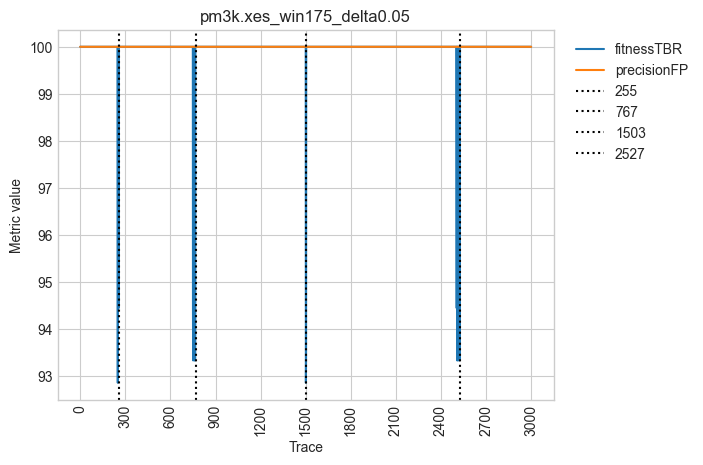 pm3k.xes_win175_delta0.05
fitnessTBR
precisionFP
255
767
1503
2527
Metric value
100
99
98
97
96
95
94
93
0 300 600 900 1200 1500 1800 2100 2400 2700 3000
Trace